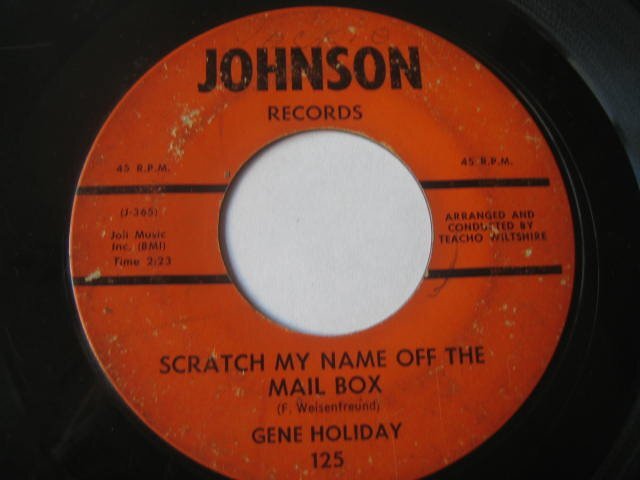 JOHNSON
RECORDS
45 R.P.M.
45 R.P.M.
(J-365)
Joli Music
Inc. (BMI)
Time 2:23
ARRANGED AND
CONDUCTED BY
TEACHO WILTSHIRE
SCRATCH MY NAME OFF THE
MAIL BOX
(F. Weisenfreund)
GENE HOLIDAY
125